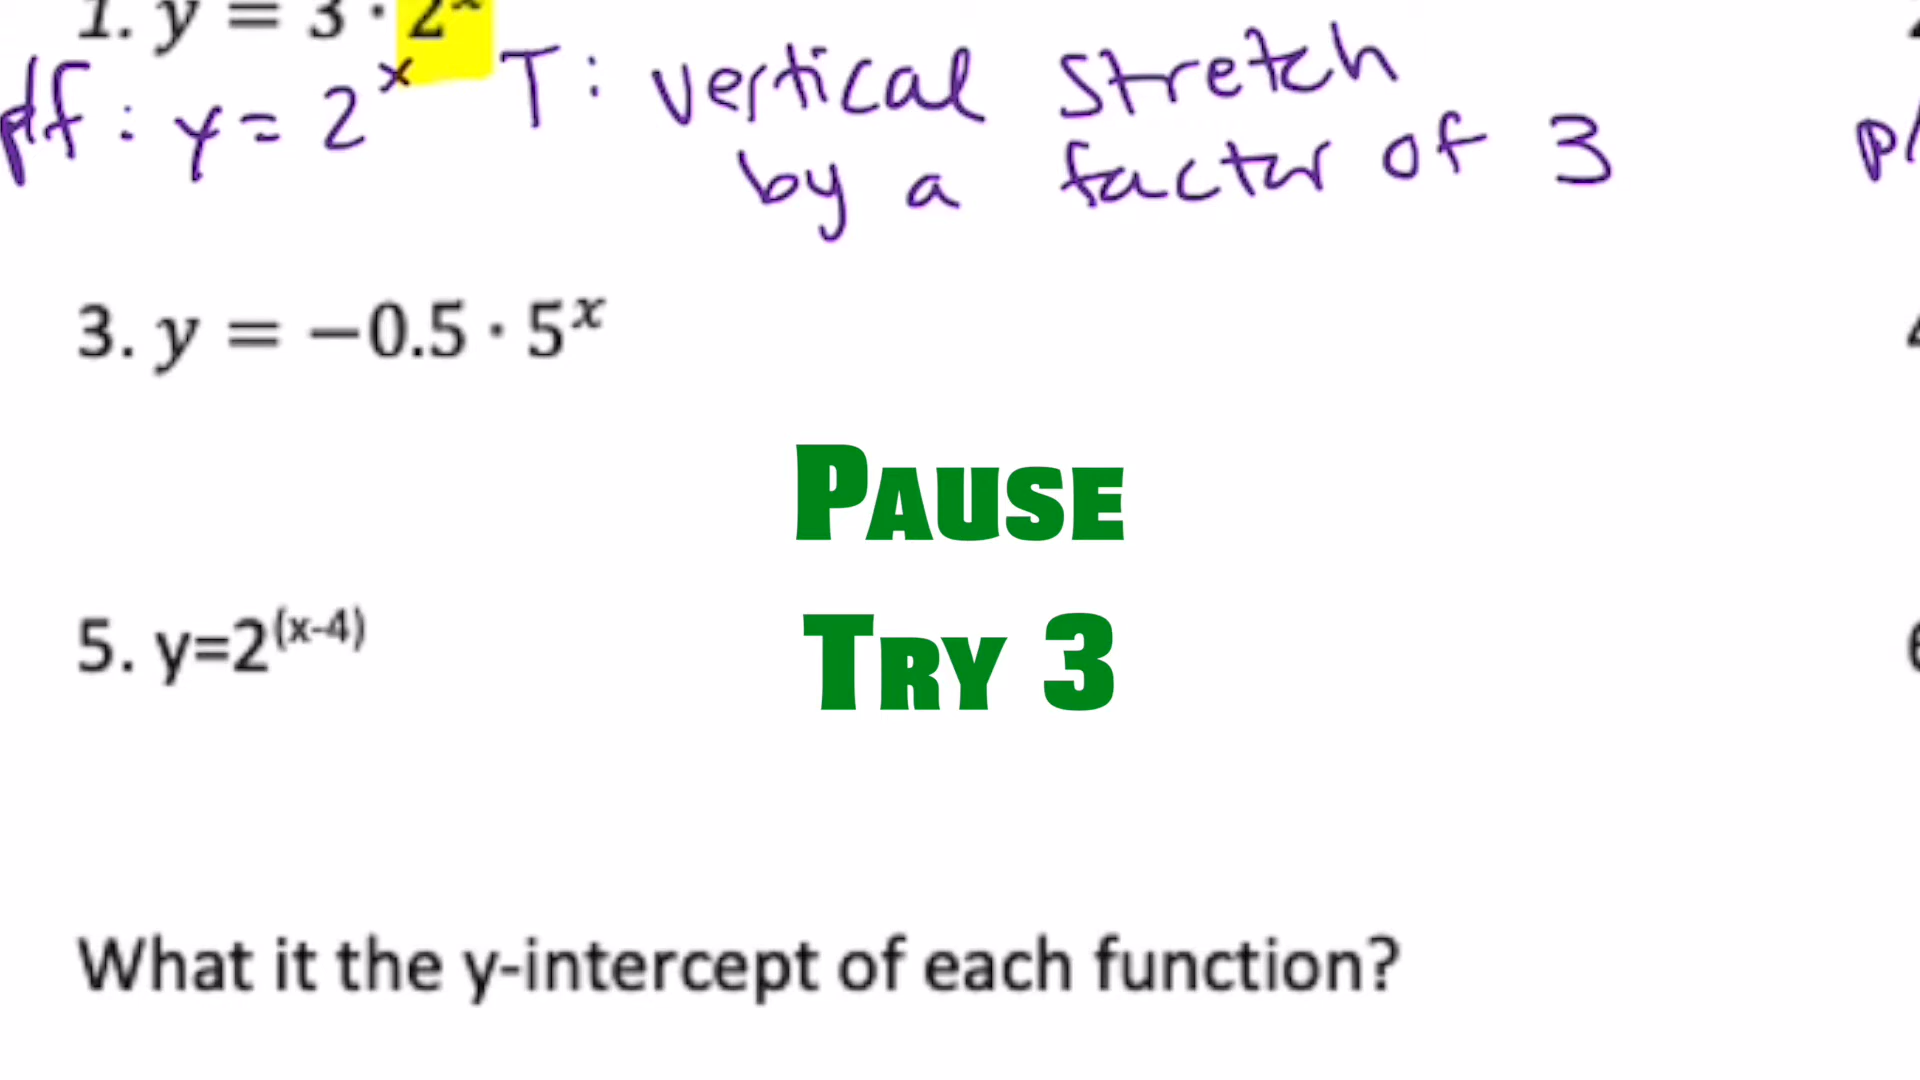 1. y = 3 · 2ˣ
pf : y = 2ˣ T : vertical stretch
by a factor of 3
3. y = −0.5 · 5ˣ
PAUSE
TRY 3
5. y=2⁽ˣ⁻⁴⁾
What it the y-intercept of each function?